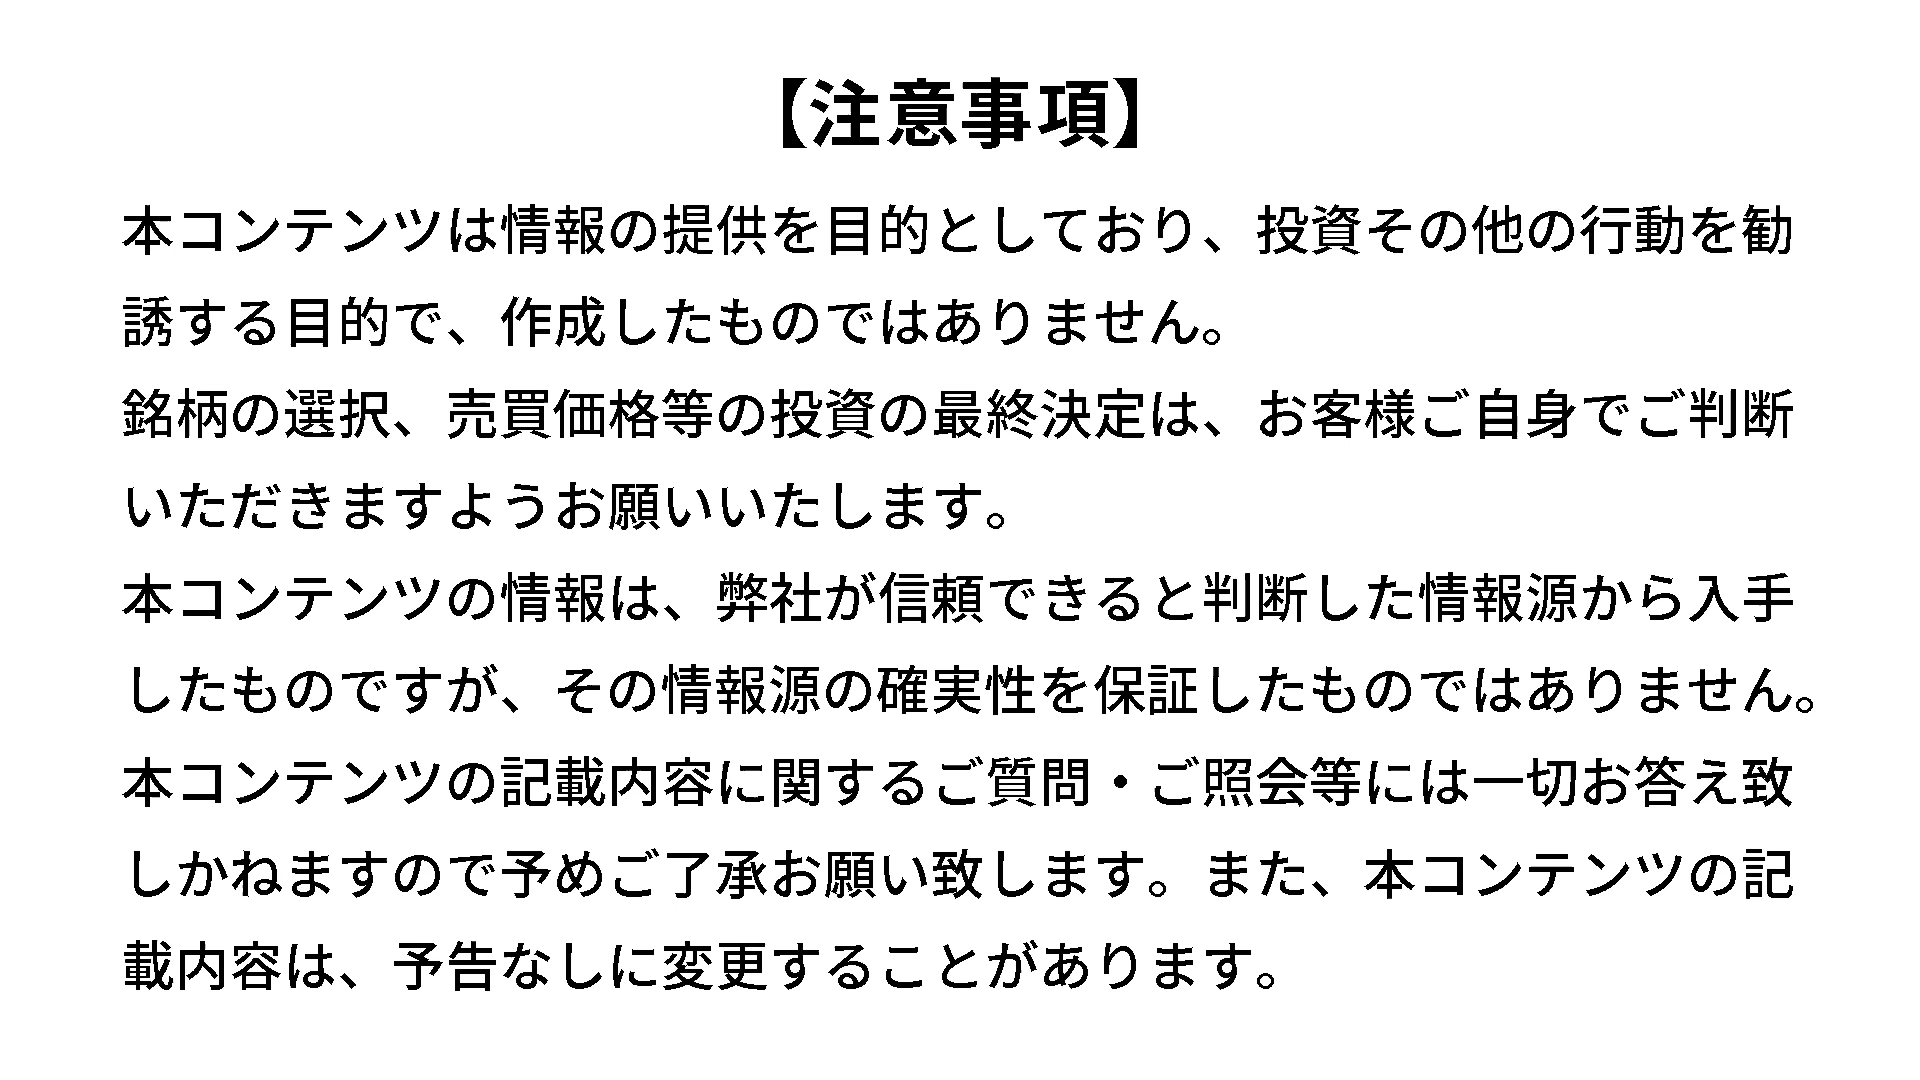 【注意事項】
本コンテンツは情報の提供を目的としており、投資その他の行動を勧
誘する目的で、作成したものではありません。
銘柄の選択、売買価格等の投資の最終決定は、お客様ご自身でご判断
いただきますようお願いいたします。
本コンテンツの情報は、弊社が信頼できると判断した情報源から入手
したものですが、その情報源の確実性を保証したものではありません。
本コンテンツの記載内容に関するご質問・ご照会等には一切お答え致
しかねますので予めご了承お願い致します。また、本コンテンツの記
載内容は、予告なしに変更することがあります。